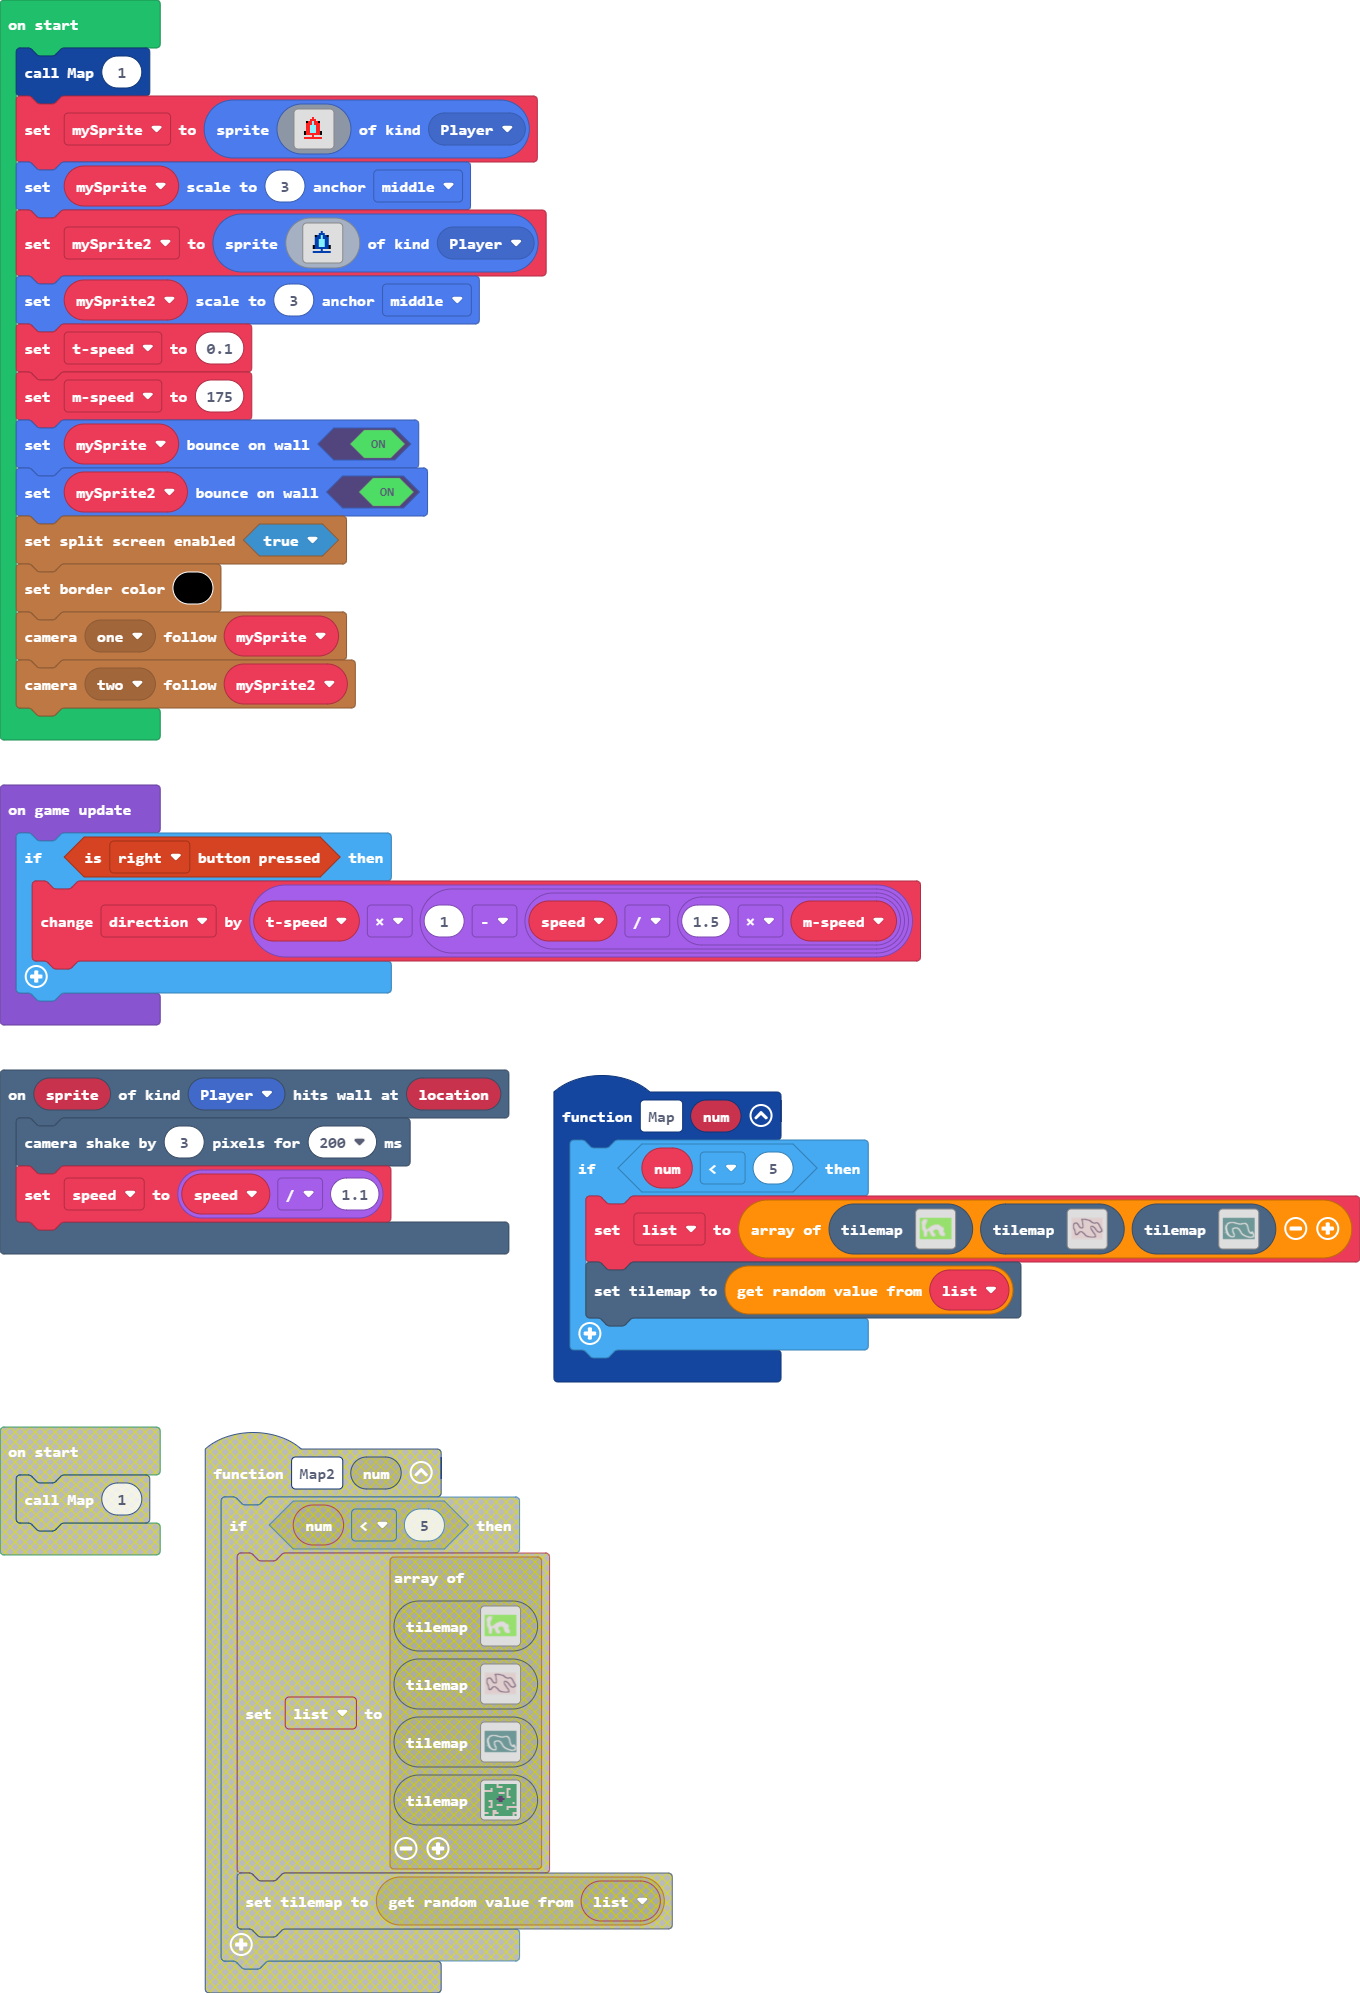 on start
call Map 1
set mySprite to sprite of kind Player
set mySprite scale to 3 anchor middle
set mySprite2 to sprite of kind Player
set mySprite2 scale to 3 anchor middle
set t-speed to 0.1
set m-speed to 175
set mySprite bounce on wall ON
set mySprite2 bounce on wall ON
set split screen enabled true
set border color
camera one follow mySprite
camera two follow mySprite2
on game update
if is right button pressed then
change direction by t-speed × 1 - speed / 1.5 × m-speed
on sprite of kind Player hits wall at location
camera shake by 3 pixels for 200 ms
set speed to speed / 1.1
function Map num
if num < 5 then
set list to array of tilemap tilemap tilemap
set tilemap to get random value from list
on start
call Map 1
function Map2 num
if num < 5 then
array of
tilemap
tilemap
set list to
tilemap
tilemap
set tilemap to get random value from list